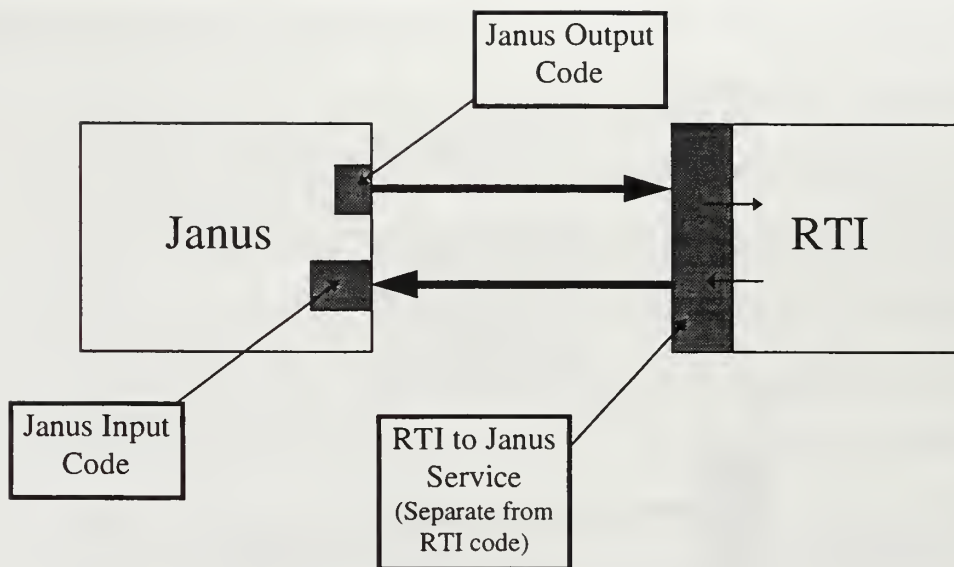 Janus Output
Code
Janus
RTI
Janus Input
Code
RTI to Janus
Service
(Separate from
RTI code)